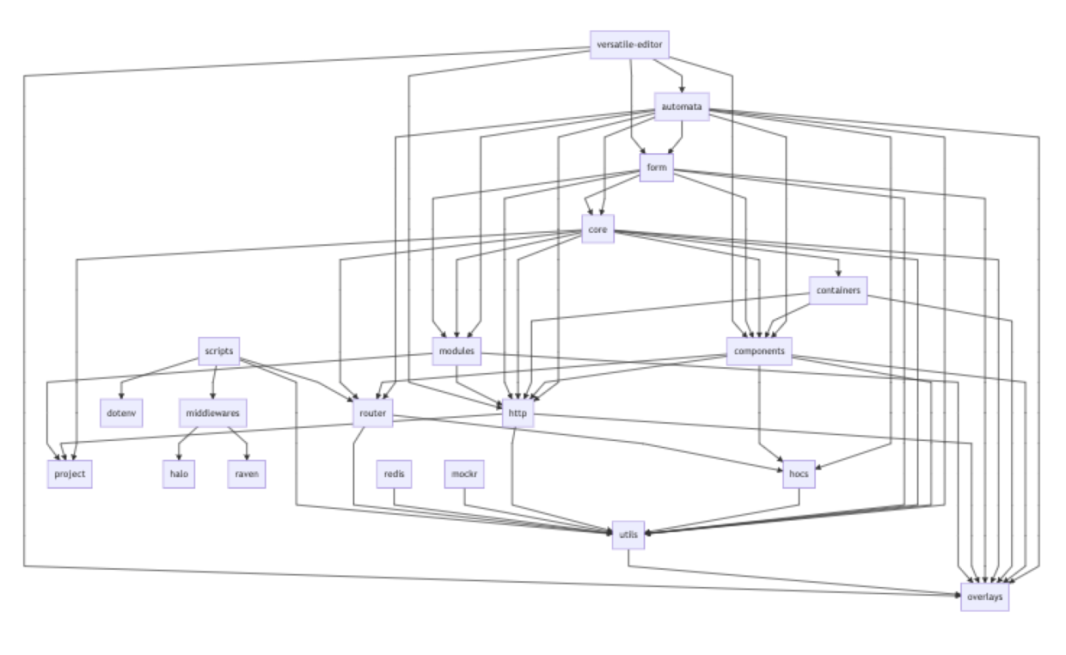 versatile-editor
automata
form
core
containers
scripts
modules
components
dotenv
middlewares
router
http
project
halo
raven
redis
mockr
hocs
utils
overlays